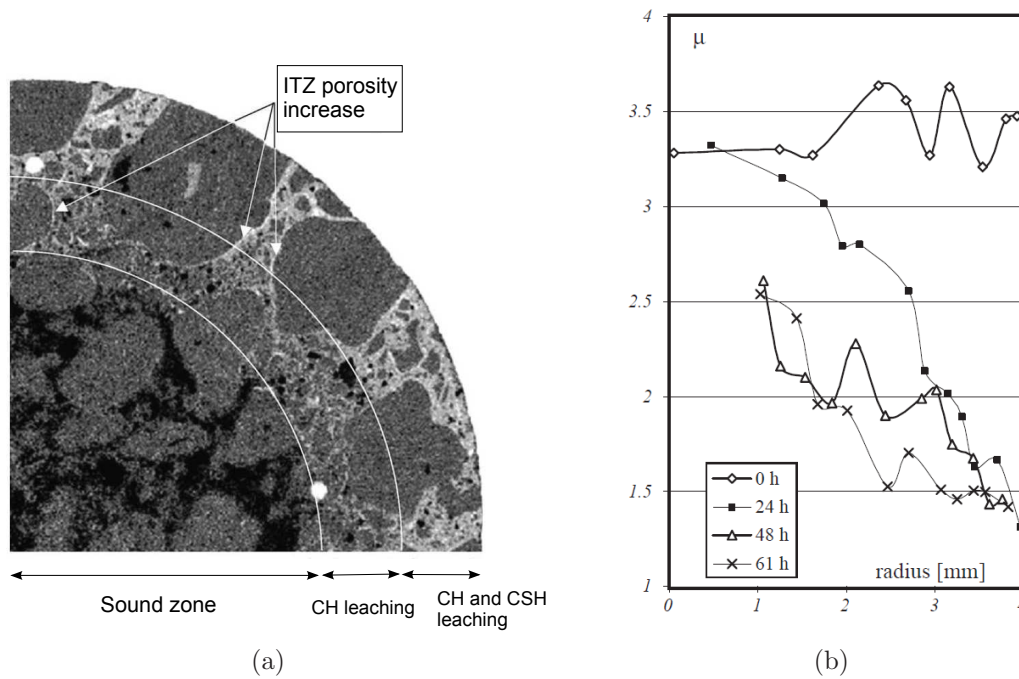 ITZ porosity
increase
Sound zone
CH leaching
CH and CSH
leaching
(a)
4
3.5
3
2.5
2
1.5
1
μ
0 h
24 h
48 h
61 h
radius [mm]
0 1 2 3 4
(b)